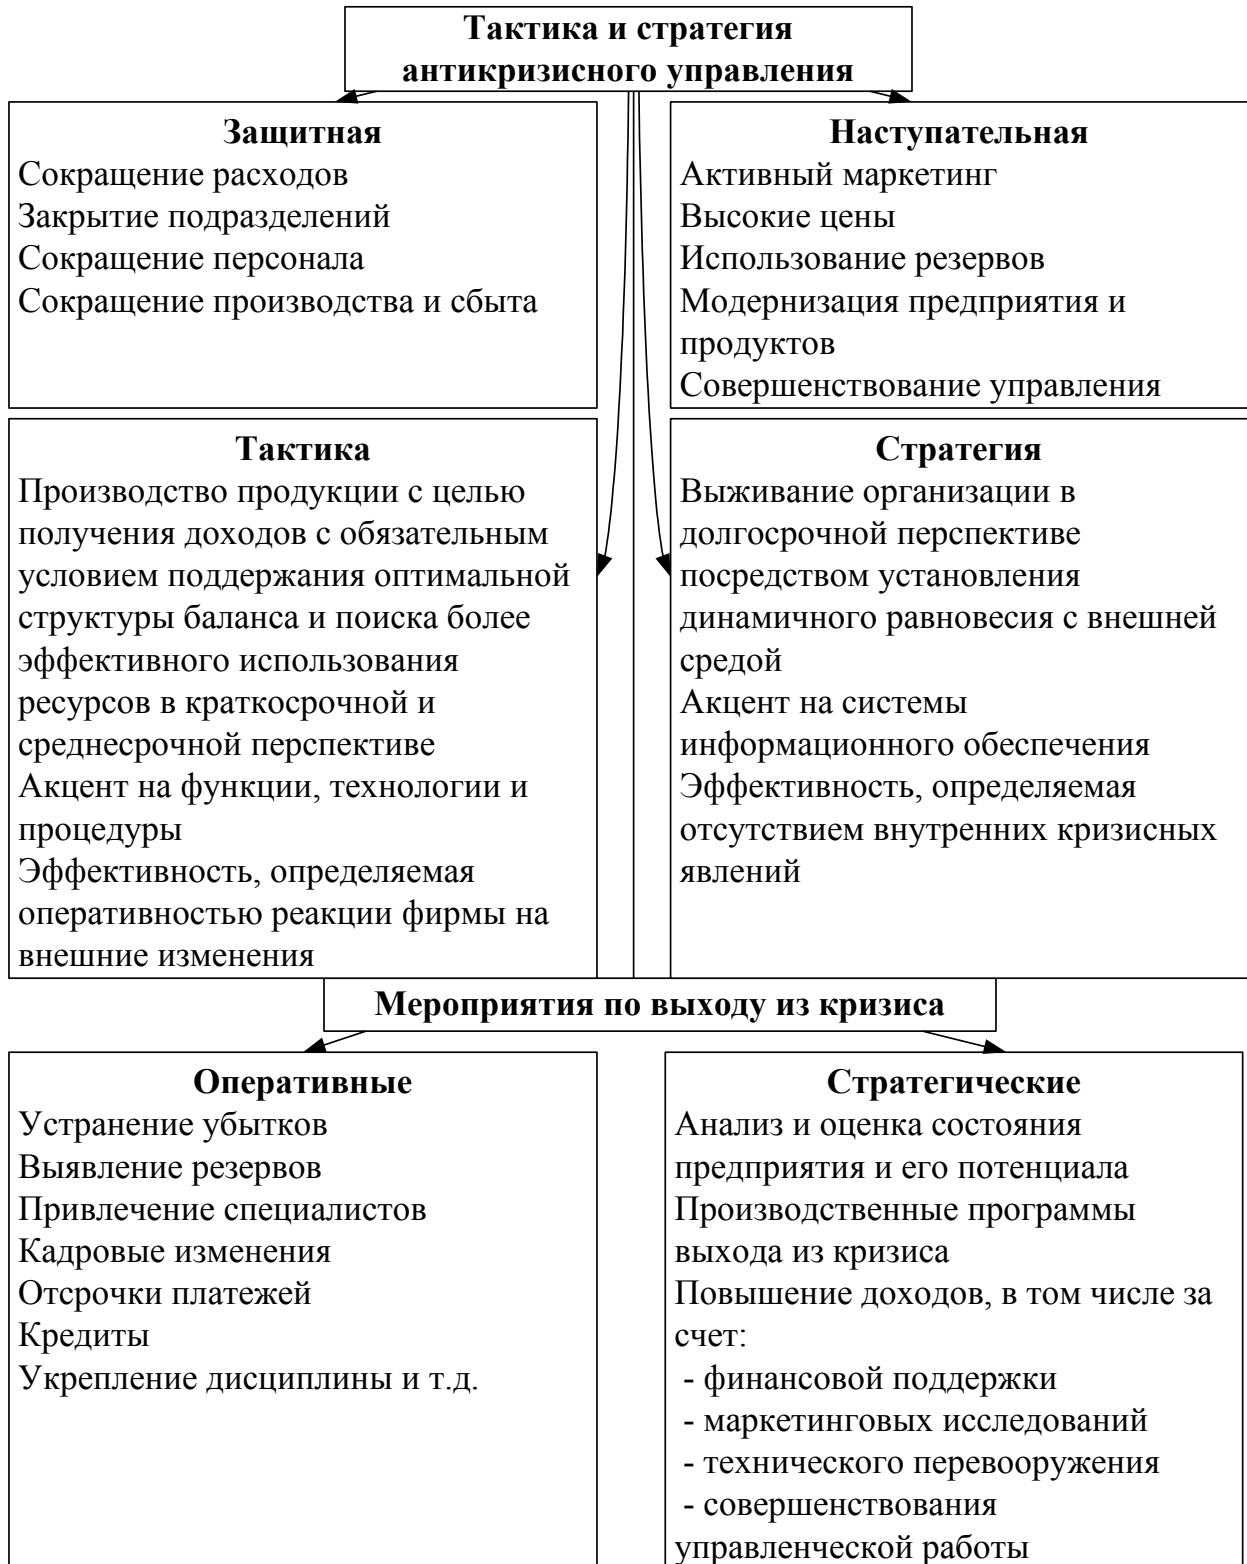 Тактика и стратегия
антикризисного управления
Защитная
Сокращение расходов
Закрытие подразделений
Сокращение персонала
Сокращение производства и сбыта
Наступательная
Активный маркетинг
Высокие цены
Использование резервов
Модернизация предприятия и
продуктов
Совершенствование управления
Тактика
Производство продукции с целью
получения доходов с обязательным
условием поддержания оптимальной
структуры баланса и поиска более
эффективного использования
ресурсов в краткосрочной и
среднесрочной перспективе
Акцент на функции, технологии и
процедуры
Эффективность, определяемая
оперативностью реакции фирмы на
внешние изменения
Стратегия
Выживание организации в
долгосрочной перспективе
посредством установления
динамичного равновесия с внешней
средой
Акцент на системы
информационного обеспечения
Эффективность, определяемая
отсутствием внутренних кризисных
явлений
Мероприятия по выходу из кризиса
Оперативные
Устранение убытков
Выявление резервов
Привлечение специалистов
Кадровые изменения
Отсрочки платежей
Кредиты
Укрепление дисциплины и т.д.
Стратегические
Анализ и оценка состояния
предприятия и его потенциала
Производственные программы
выхода из кризиса
Повышение доходов, в том числе за
счет:
- финансовой поддержки
- маркетинговых исследований
- технического перевооружения
- совершенствования
управленческой работы